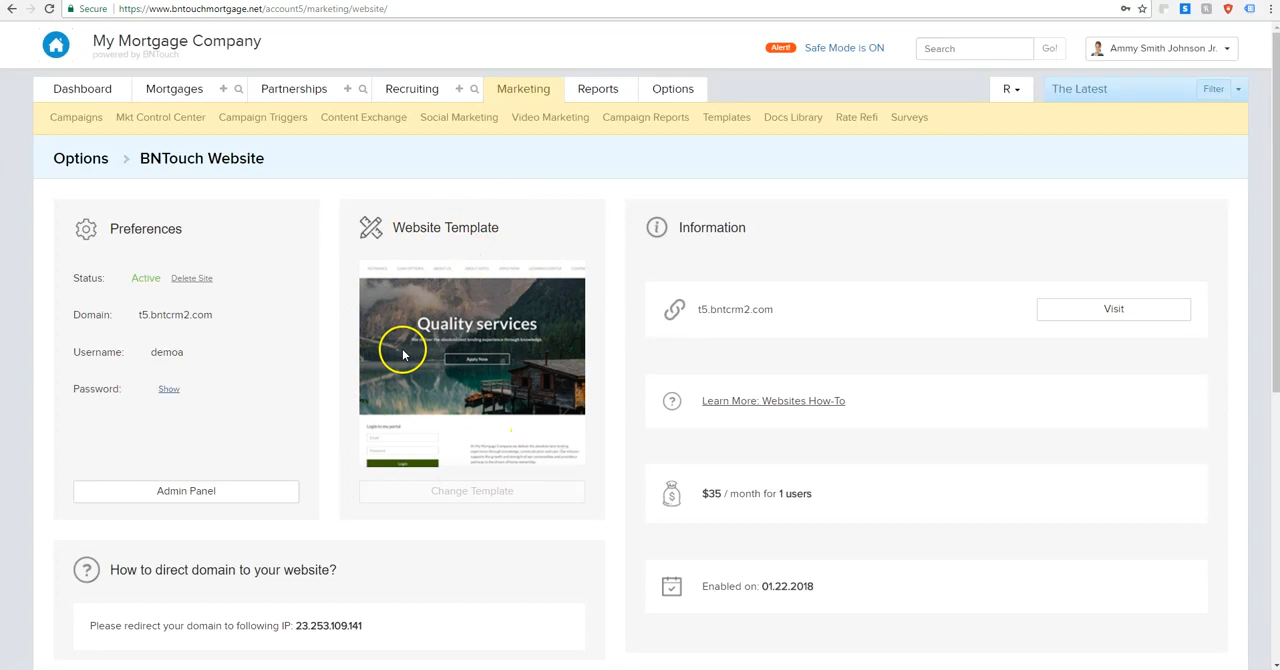 Secure https://www.bntouchmortgage.net/account5/marketing/website/
My Mortgage Company
powered by BNTouch
Alert! Safe Mode is ON
Search Go!
Ammy Smith Johnson Jr.
Dashboard Mortgages Partnerships Recruiting Marketing Reports Options R The Latest Filter
Campaigns Mkt Control Center Campaign Triggers Content Exchange Social Marketing Video Marketing Campaign Reports Templates Docs Library Rate Refi Surveys
Options > BNTouch Website
Preferences
Status: Active Delete Site
Domain: t5.bntcrm2.com
Username: demoa
Password: Show
Admin Panel
Website Template
Quality services
Apply Now
Login to my portal
Login
Change Template
Information
t5.bntcrm2.com Visit
Learn More: Websites How-To
$35 / month for 1 users
Enabled on: 01.22.2018
How to direct domain to your website?
Please redirect your domain to following IP: 23.253.109.141